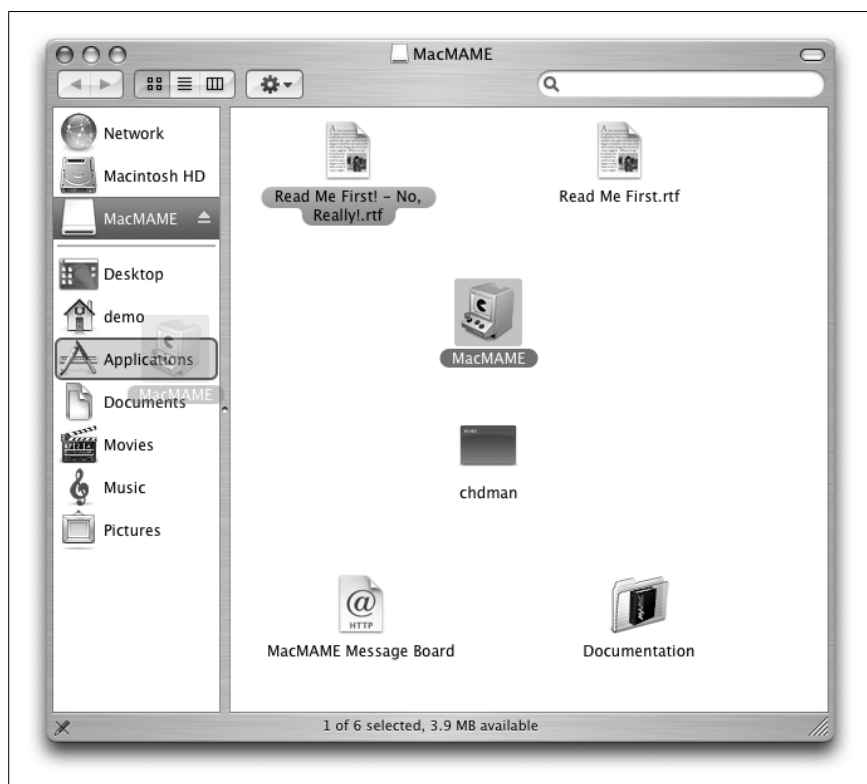 MacMAME
Network
Macintosh HD
MacMAME
Desktop
demo
Applications
MacMAME
Documents
Movies
Music
Pictures
Read Me First! – No,
Really!.rtf
Read Me First.rtf
MacMAME
chdman
@
HTTP
MacMAME Message Board
Documentation
1 of 6 selected, 3.9 MB available